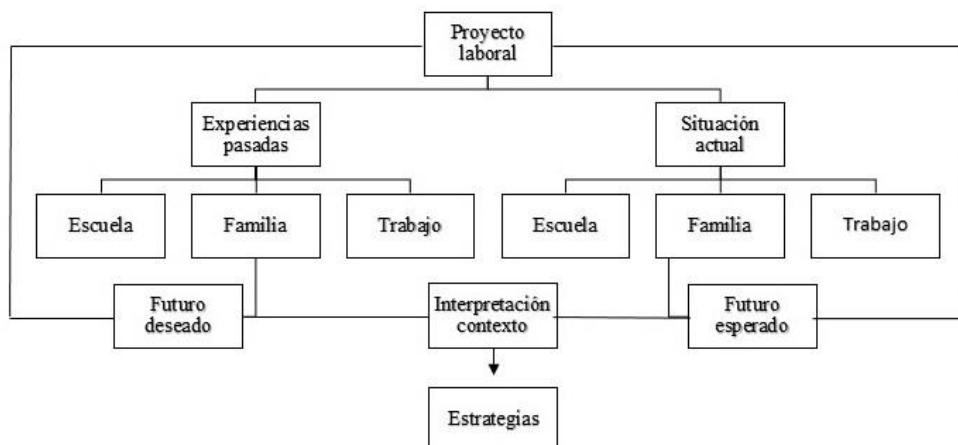 Proyecto
laboral
Experiencias
pasadas
Situación
actual
Escuela
Familia
Trabajo
Escuela
Familia
Trabajo
Futuro
deseado
Interpretación
contexto
Futuro
esperado
Estrategias